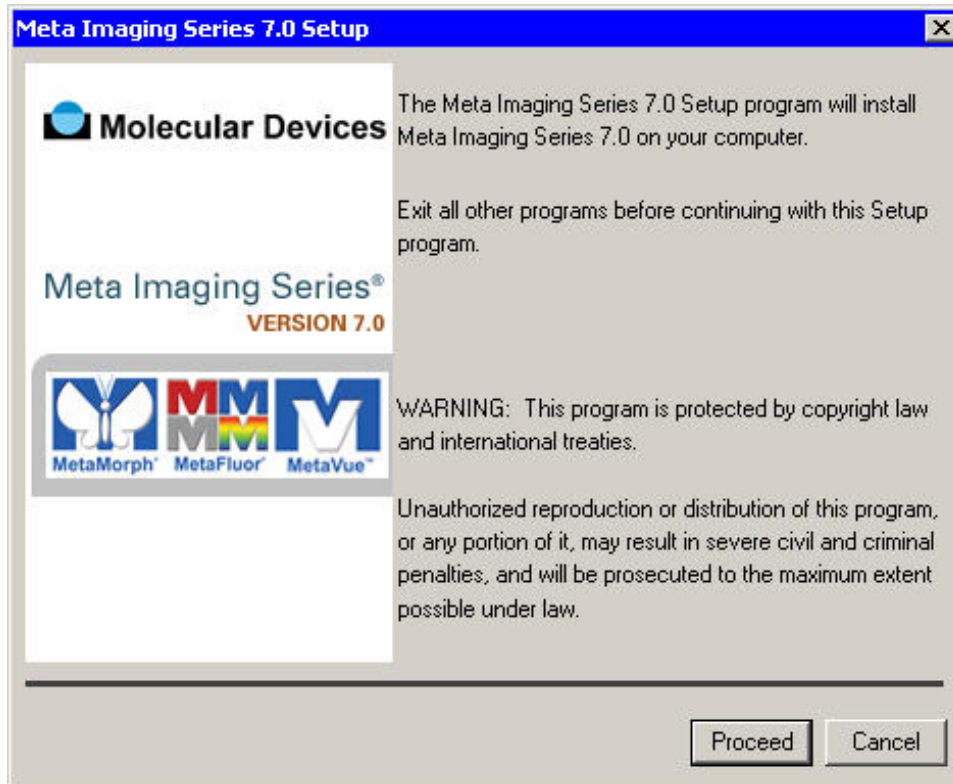 Meta Imaging Series 7.0 Setup
Molecular Devices
The Meta Imaging Series 7.0 Setup program will install
Meta Imaging Series 7.0 on your computer.
Exit all other programs before continuing with this Setup
program.
Meta Imaging Series®
VERSION 7.0
MetaMorph® MetaFluor® MetaVue™
WARNING: This program is protected by copyright law
and international treaties.
Unauthorized reproduction or distribution of this program,
or any portion of it, may result in severe civil and criminal
penalties, and will be prosecuted to the maximum extent
possible under law.
Proceed Cancel